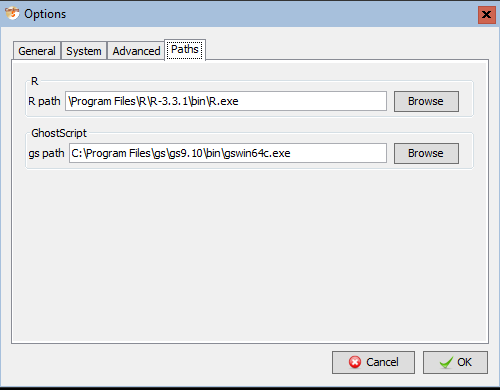 Options
General System Advanced Paths
R
R path \Program Files\R\R-3.3.1\bin\R.exe Browse
GhostScript
gs path C:\Program Files\gs\gs9.10\bin\gswin64c.exe Browse
Cancel OK